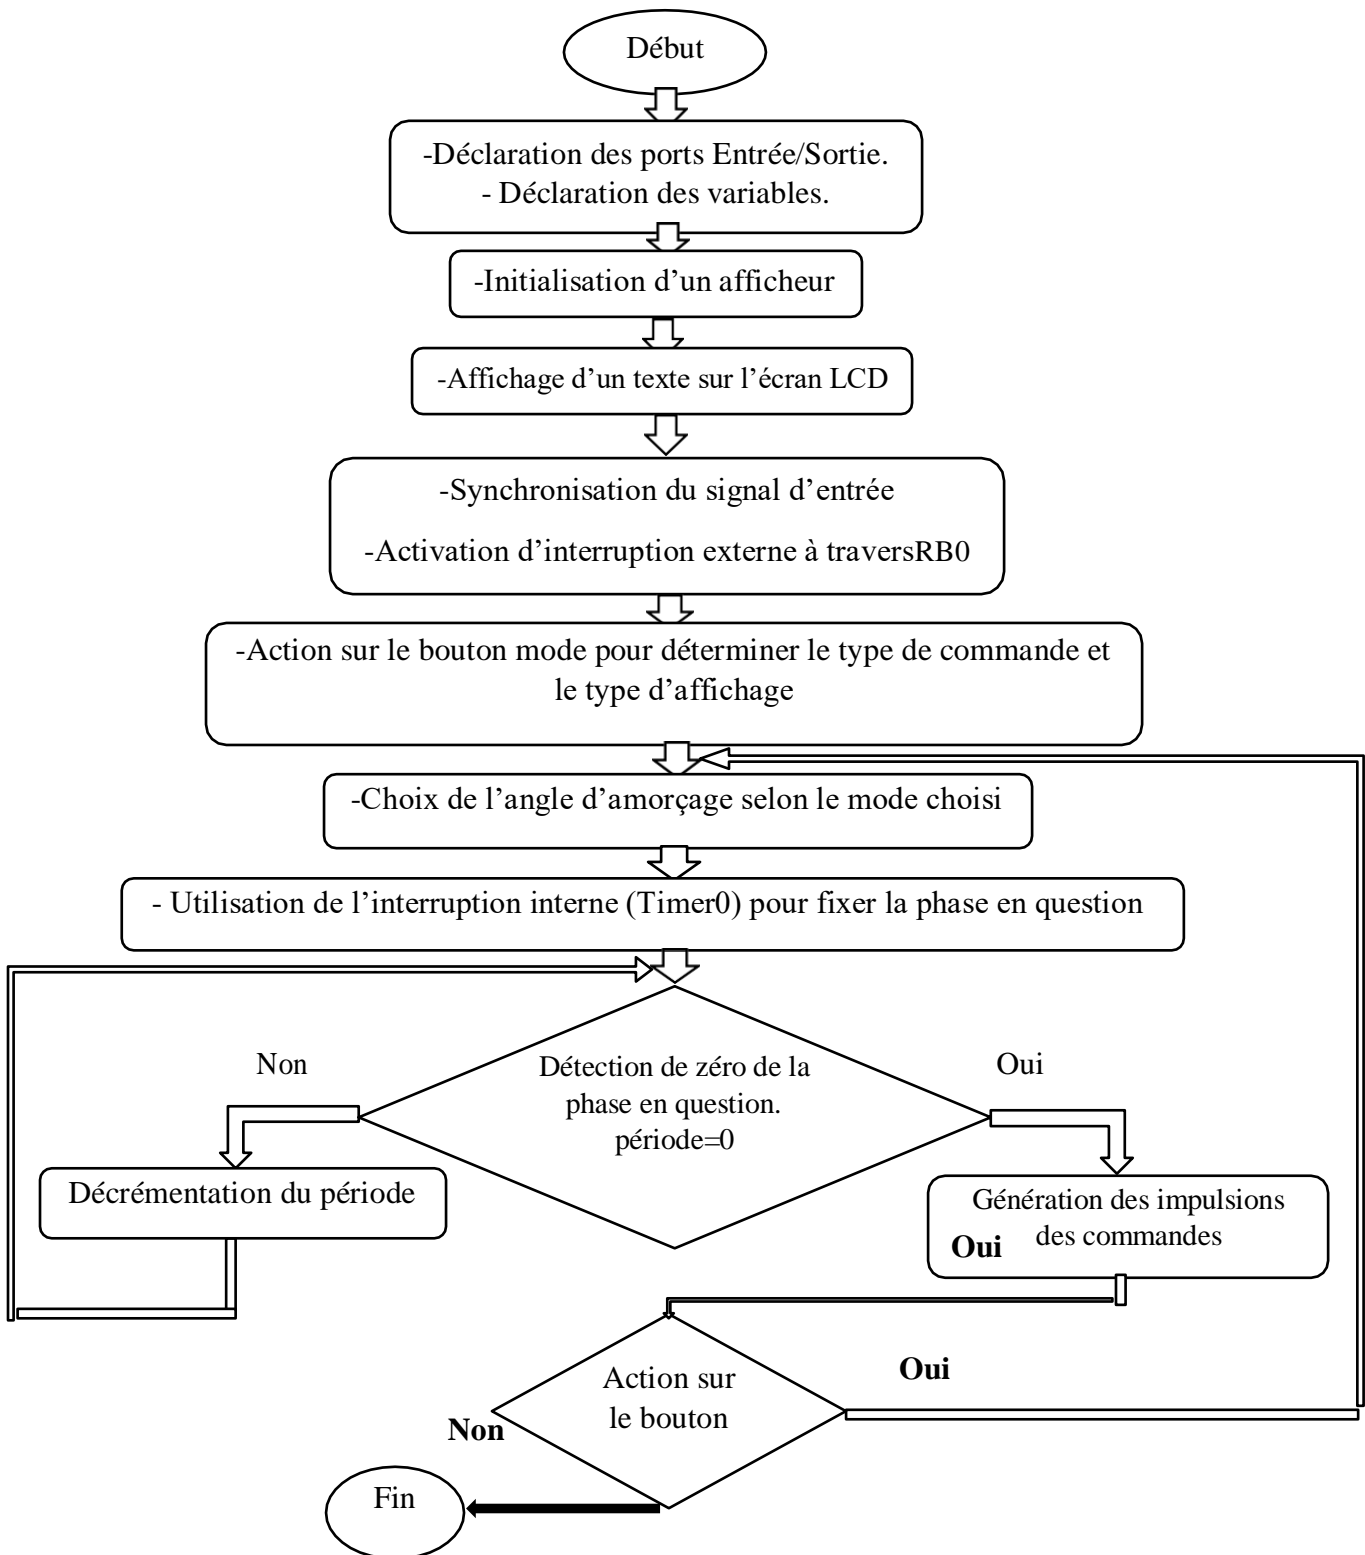 Début
-Déclaration des ports Entrée/Sortie.
- Déclaration des variables.
-Initialisation d’un afficheur
-Affichage d’un texte sur l’écran LCD
-Synchronisation du signal d’entrée
-Activation d’interruption externe à traversRB0
-Action sur le bouton mode pour déterminer le type de commande et
le type d’affichage
-Choix de l’angle d’amorçage selon le mode choisi
- Utilisation de l’interruption interne (Timer0) pour fixer la phase en question
Non
Détection de zéro de la
phase en question.
période=0
Oui
Décrémentation du période
Génération des impulsions
des commandes
Oui
Action sur
le bouton
Oui
Non
Fin